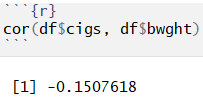 ```{r}
cor(df$cigs, df$bwght)
```
[1] -0.1507618